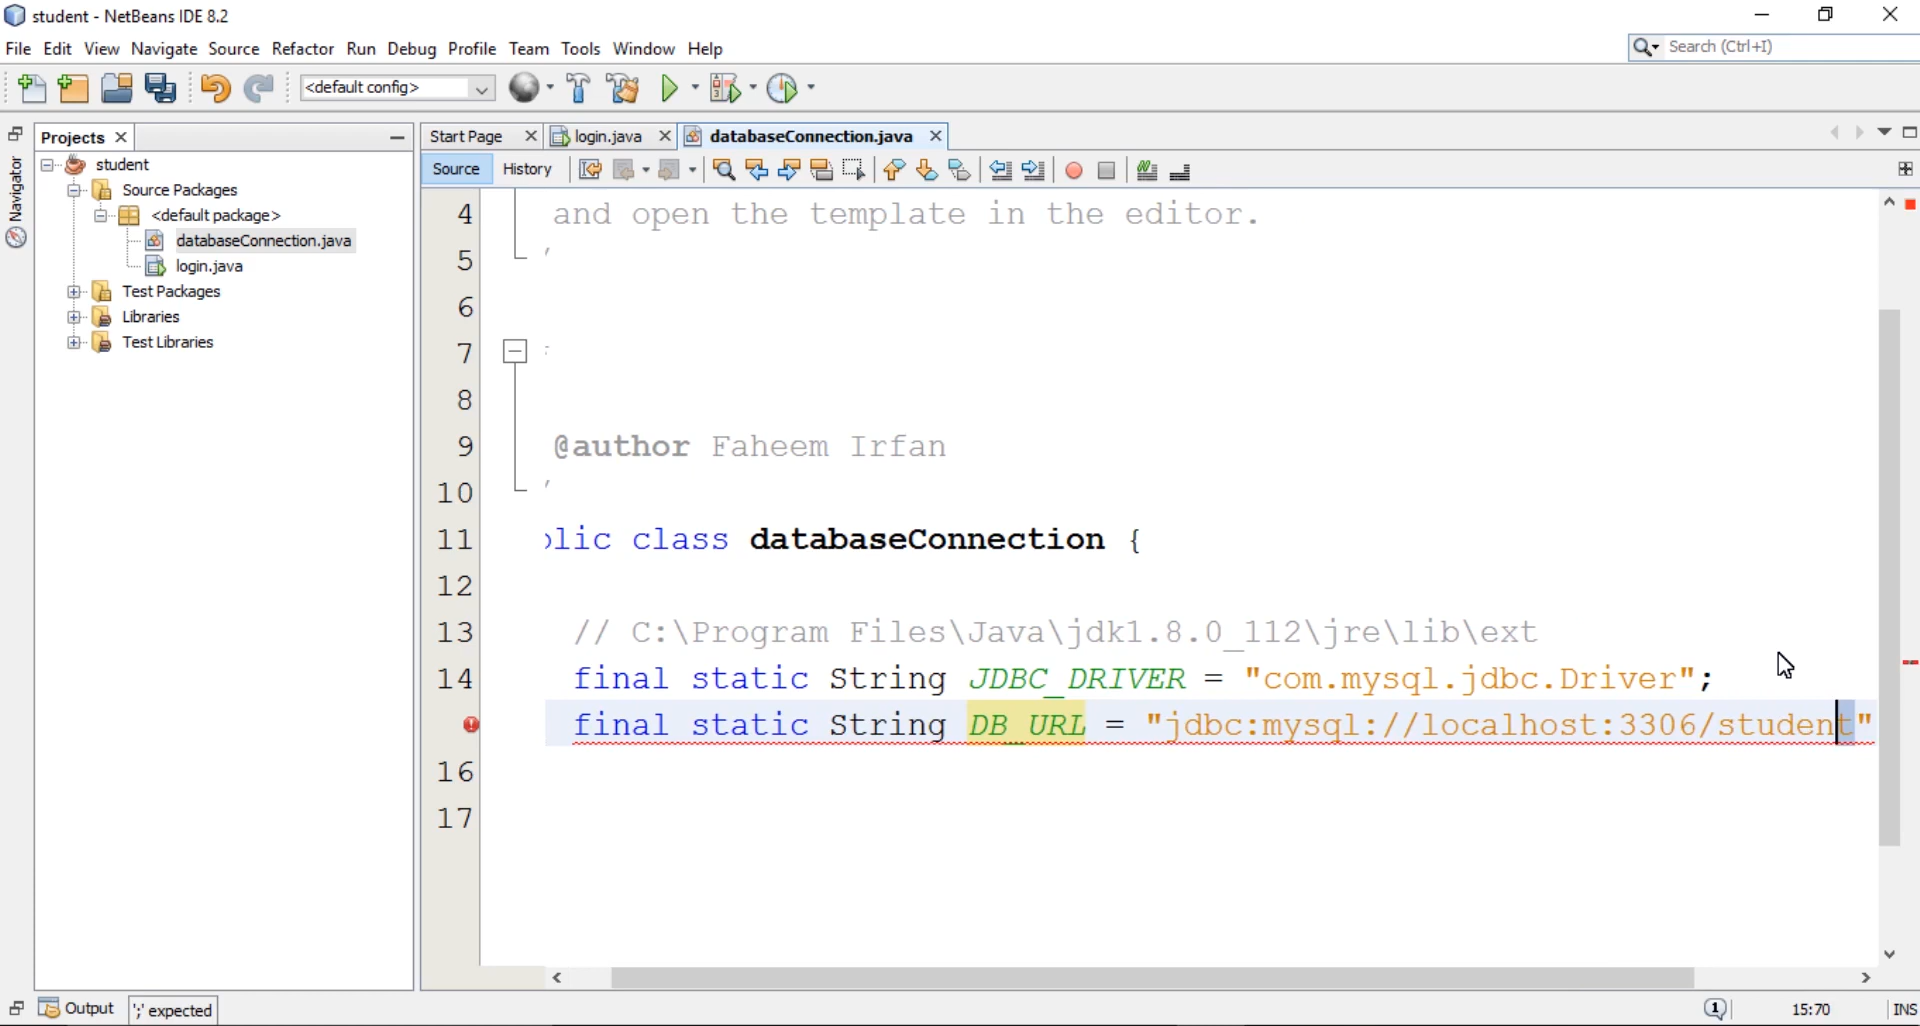 student - NetBeans IDE 8.2
File Edit View Navigate Source Refactor Run Debug Profile Team Tools Window Help
Search (Ctrl+I)
<default config>
Projects
Start Page
login.java
databaseConnection.java
Source
History
Navigator
student
Source Packages
<default package>
databaseConnection.java
login.java
Test Packages
Libraries
Test Libraries
4 and open the template in the editor.
5 /
6
7
8
9 @author Faheem Irfan
10 /
11 blic class databaseConnection {
12
13 // C:\Program Files\Java\jdk1.8.0_112\jre\lib\ext
14 final static String JDBC_DRIVER = "com.mysql.jdbc.Driver";
final static String DB_URL = "jdbc:mysql://localhost:3306/student"
16
17
Output
';' expected
1
15:70
INS